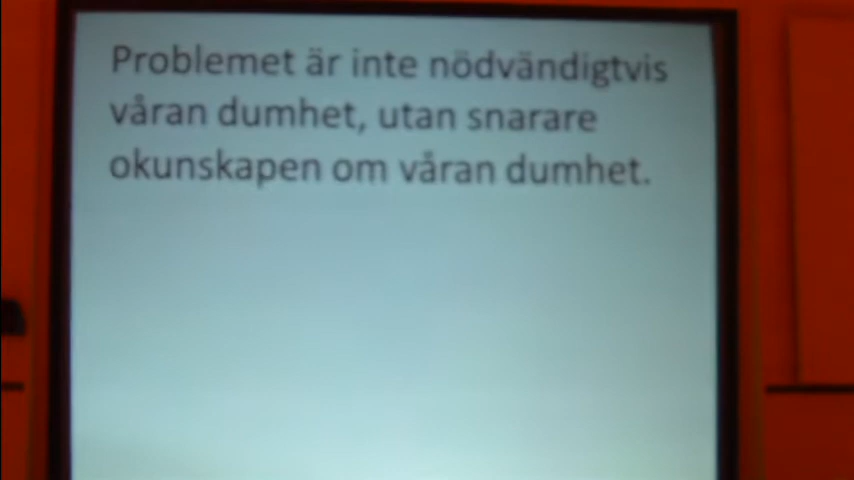 Problemet är inte nödvändigtvis
våran dumhet, utan snarare
okunskapen om våran dumhet.